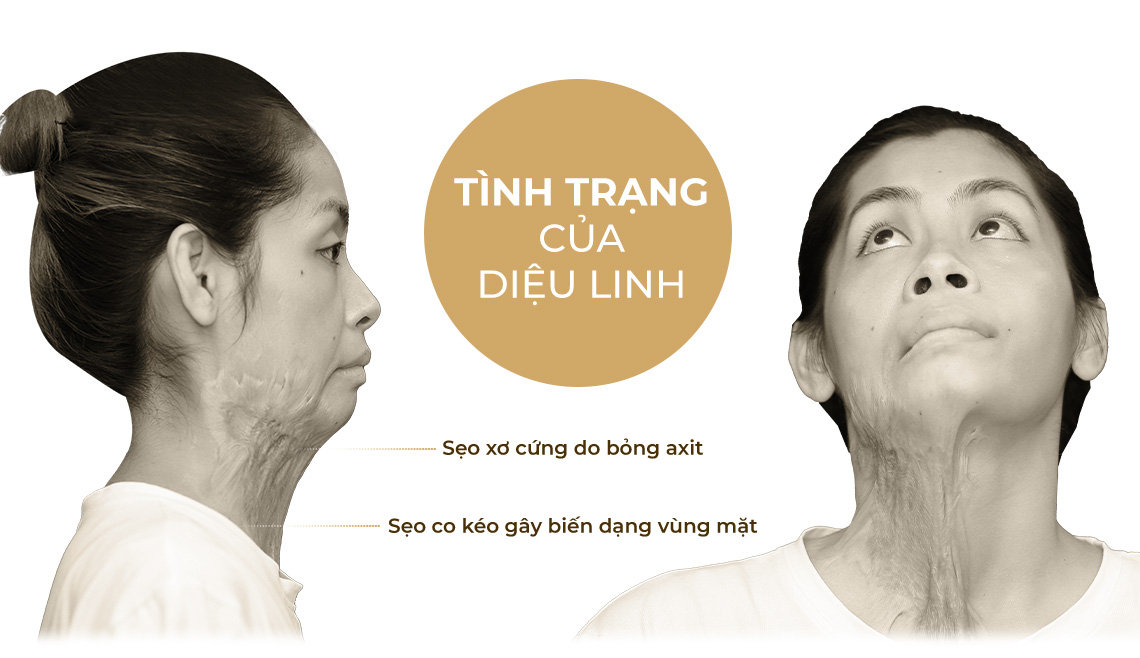 TÌNH TRẠNG
CỦA
DIỆU LINH
Sẹo xơ cứng do bỏng axit
Sẹo co kéo gây biến dạng vùng mặt